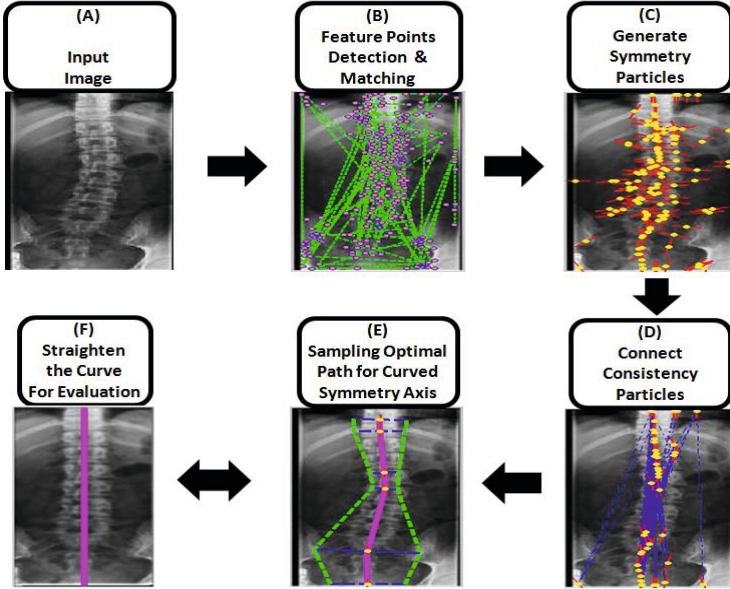 (A)
Input
Image
(B)
Feature Points
Detection &
Matching
(C)
Generate
Symmetry
Particles
(D)
Connect
Consistency
Particles
(E)
Sampling Optimal
Path for Curved
Symmetry Axis
(F)
Straighten
the Curve
For Evaluation